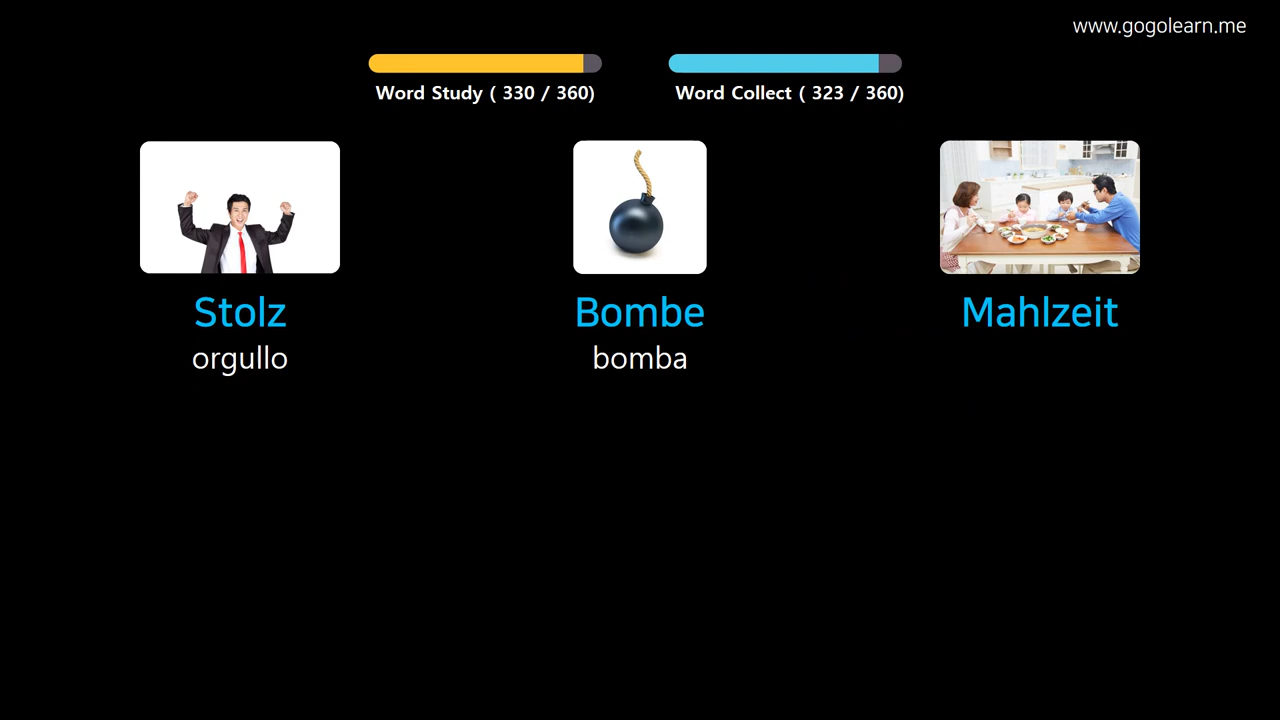 www.gogolearn.me
Word Study ( 330 / 360)
Word Collect ( 323 / 360)
Stolz
orgullo
Bombe
bomba
Mahlzeit